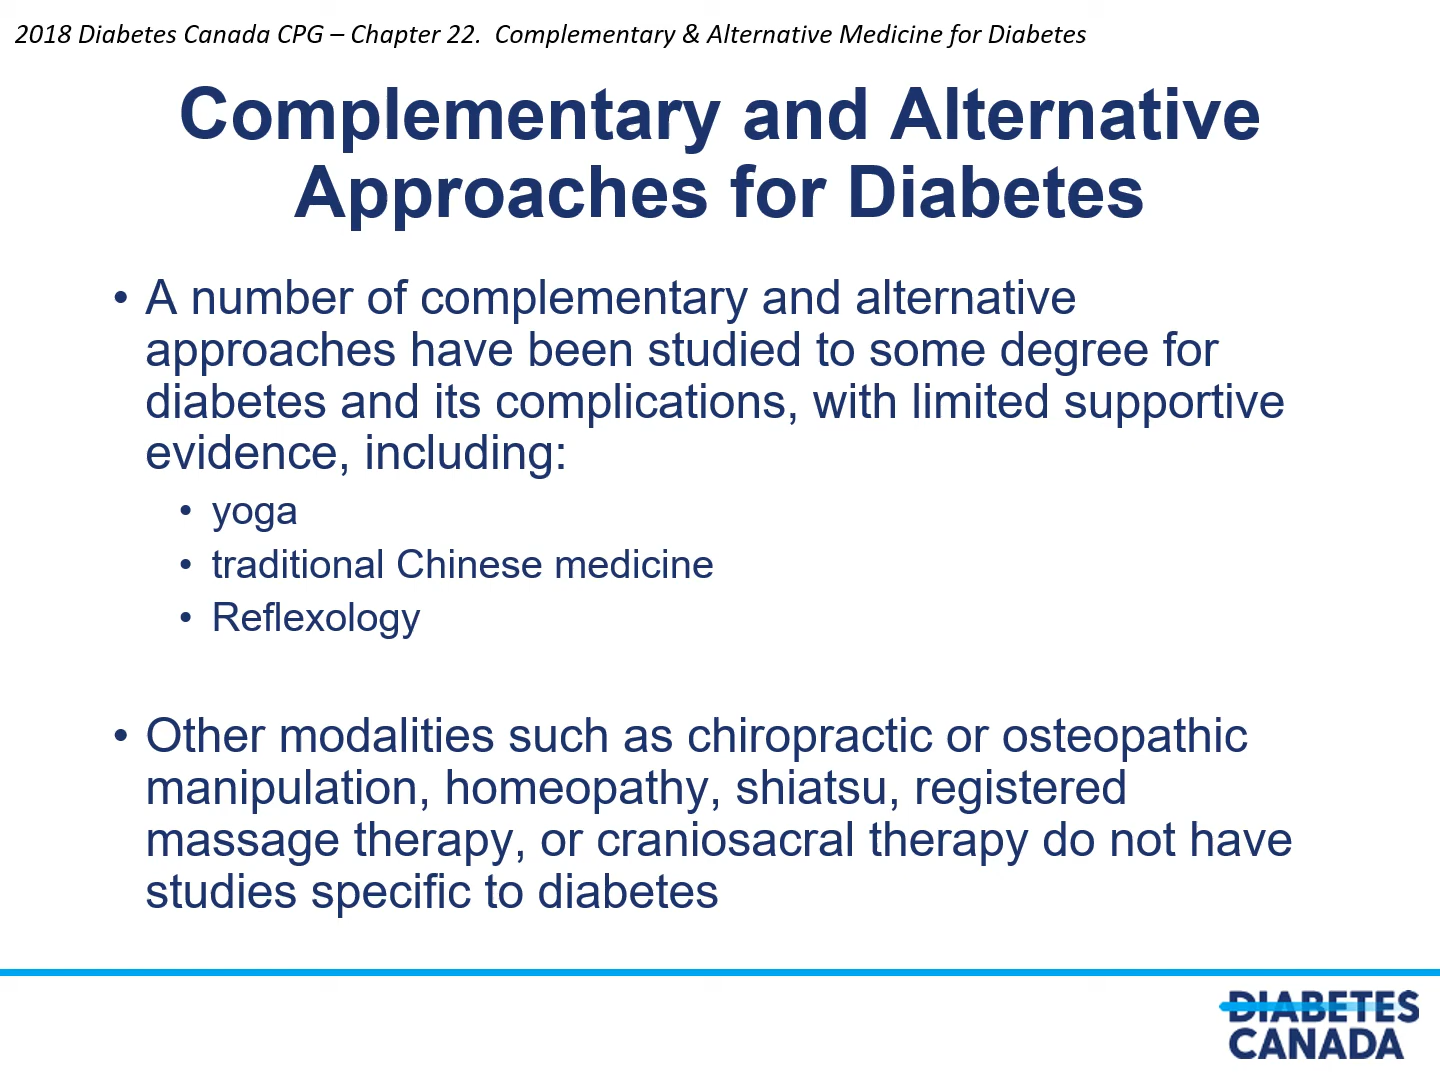 2018 Diabetes Canada CPG – Chapter 22.  Complementary & Alternative Medicine for Diabetes
Complementary and Alternative
Approaches for Diabetes
• A number of complementary and alternative
approaches have been studied to some degree for
diabetes and its complications, with limited supportive
evidence, including:
• yoga
• traditional Chinese medicine
• Reflexology
• Other modalities such as chiropractic or osteopathic
manipulation, homeopathy, shiatsu, registered
massage therapy, or craniosacral therapy do not have
studies specific to diabetes
DIABETES
CANADA